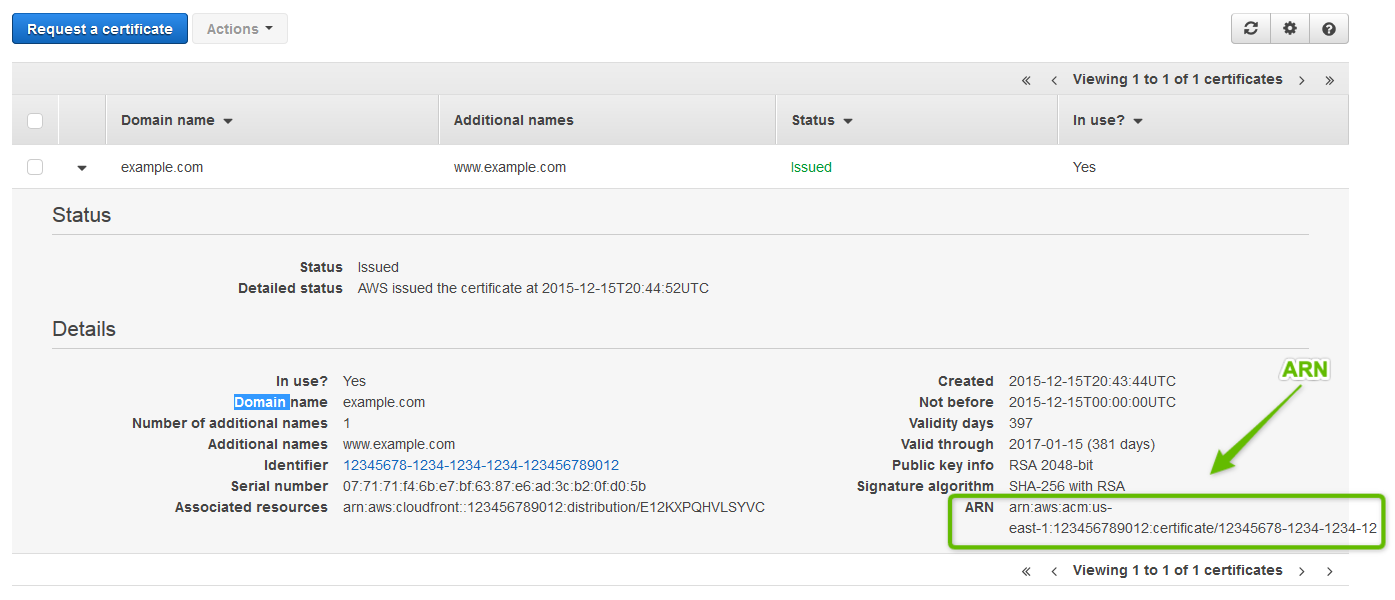 Request a certificate Actions
« ‹ Viewing 1 to 1 of 1 certificates › »
Domain name Additional names Status In use?
example.com www.example.com Issued Yes
Status
Status Issued
Detailed status AWS issued the certificate at 2015-12-15T20:44:52UTC
Details
ARN
In use? Yes Created 2015-12-15T20:43:44UTC
Domain name example.com Not before 2015-12-15T00:00:00UTC
Number of additional names 1 Validity days 397
Additional names www.example.com Valid through 2017-01-15 (381 days)
Identifier 12345678-1234-1234-1234-123456789012 Public key info RSA 2048-bit
Serial number 07:71:71:f4:6b:e7:bf:63:87:e6:ad:3c:b2:0f:d0:5b Signature algorithm SHA-256 with RSA
Associated resources arn:aws:cloudfront::123456789012:distribution/E12KXPQHVLSYVC ARN arn:aws:acm:us-
east-1:123456789012:certificate/12345678-1234-1234-12
« ‹ Viewing 1 to 1 of 1 certificates › ›